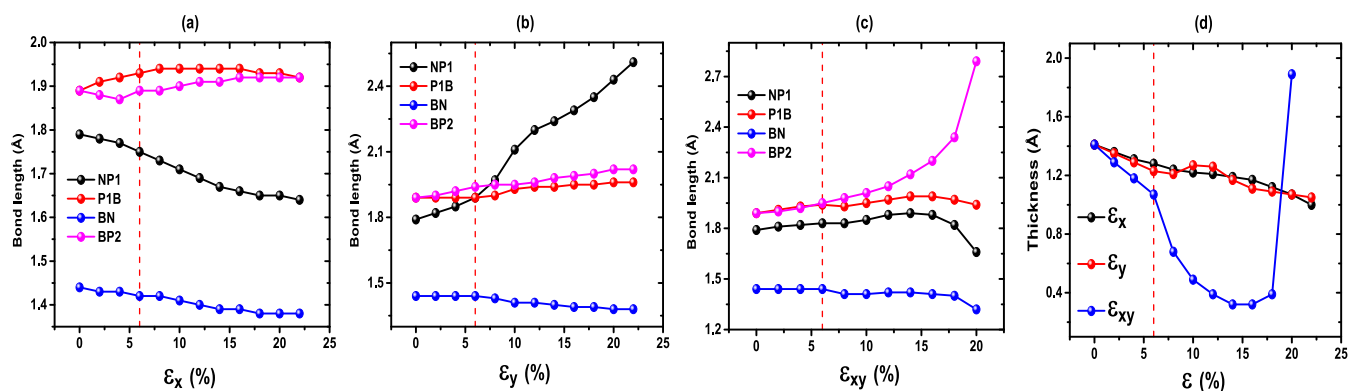 (a)
Bond length (Å)
2.0
1.9
1.8
1.7
1.6
1.5
1.4
NP1
P1B
BN
BP2
0 5 10 15 20 25
εx (%)
(b)
Bond length (Å)
2.4
2.1
1.8
1.5
NP1
P1B
BN
BP2
0 5 10 15 20 25
εy (%)
(c)
Bond length (Å)
2.7
2.4
2.1
1.8
1.5
1.2
NP1
P1B
BN
BP2
0 5 10 15 20 25
εxy (%)
(d)
Thickness (Å)
2.0
1.6
1.2
0.8
0.4
εx
εy
εxy
0 5 10 15 20 25
ε (%)